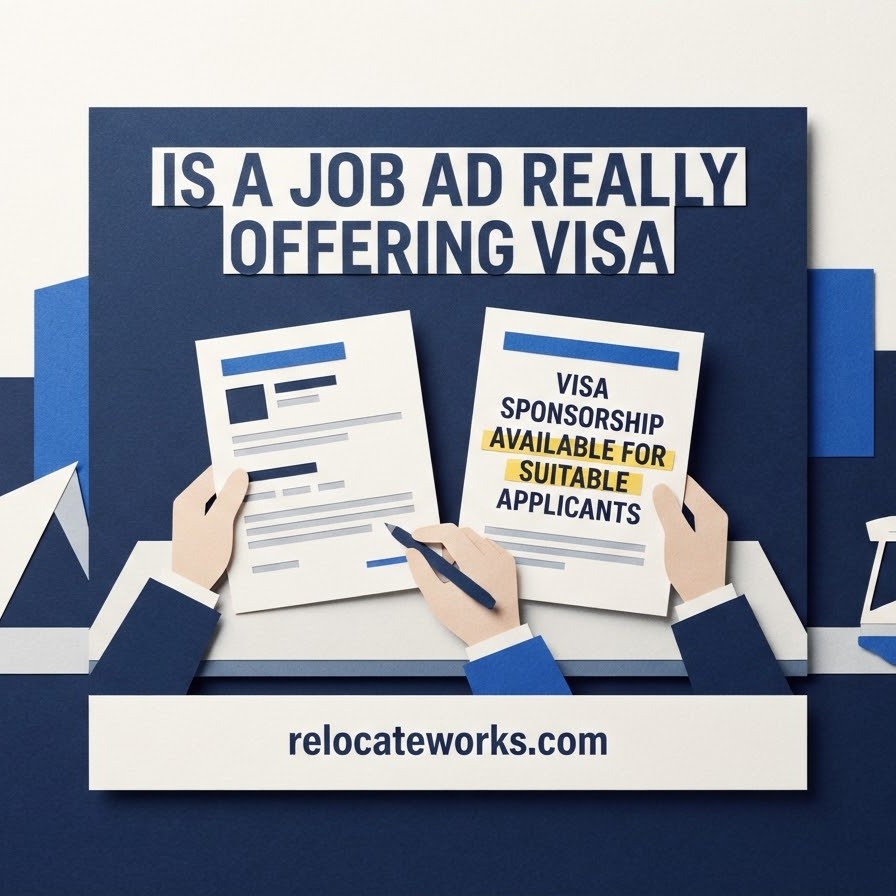 IS A JOB AD REALLY
OFFERING VISA
VISA
SPONSORSHIP
AVAILABLE FOR
SUITABLE
APPLICANTS
relocateworks.com